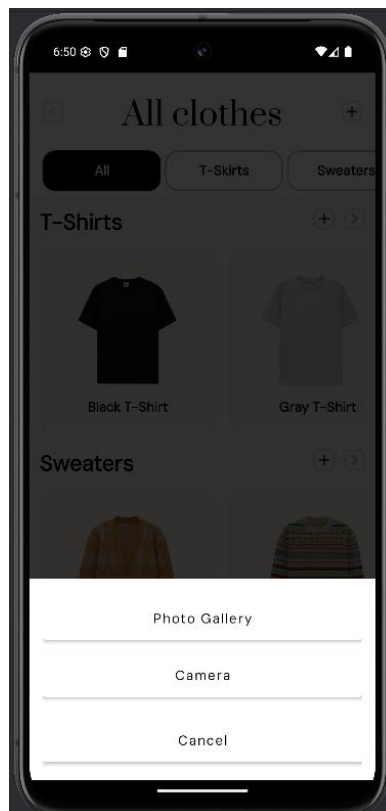 6:50
All clothes
All T-Skirts Sweaters
T-Shirts
Black T-Shirt Gray T-Shirt
Sweaters
Photo Gallery
Camera
Cancel